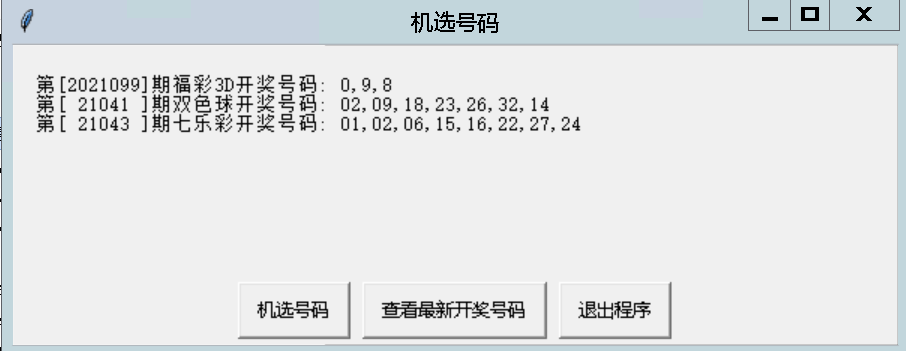 机选号码
第[2021099]期福彩3D开奖号码: 0,9,8
第[ 21041 ]期双色球开奖号码: 02,09,18,23,26,32,14
第[ 21043 ]期七乐彩开奖号码: 01,02,06,15,16,22,27,24
机选号码 查看最新开奖号码 退出程序